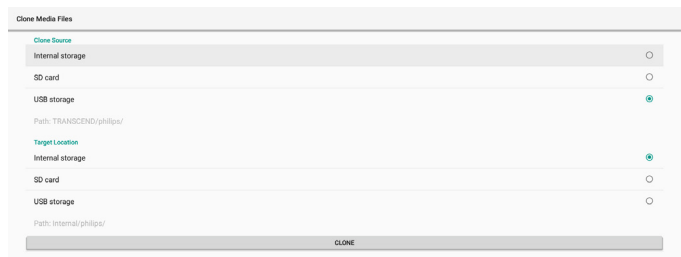 Clone Media Files
Clone Source
Internal storage
SD card
USB storage
Path: TRANSCEND/philips/
Target Location
Internal storage
SD card
USB storage
Path: Internal/philips/
CLONE